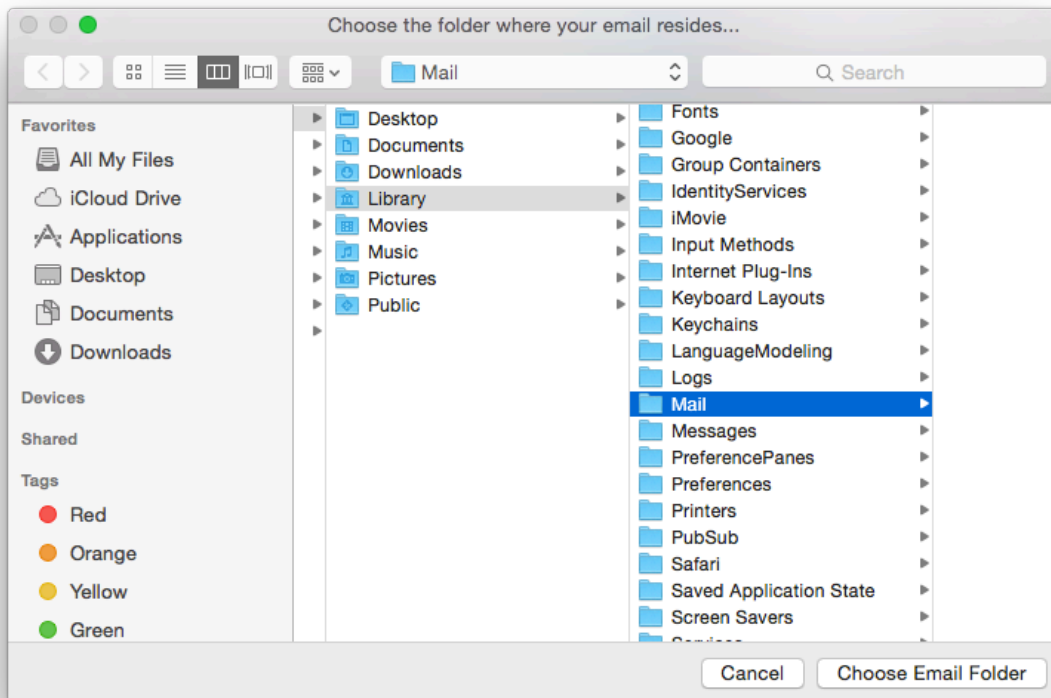 Choose the folder where your email resides...
Mail
Search
Favorites
All My Files
iCloud Drive
Applications
Desktop
Documents
Downloads
Devices
Shared
Tags
Red
Orange
Yellow
Green
Desktop
Documents
Downloads
Library
Movies
Music
Pictures
Public
Fonts
Google
Group Containers
IdentityServices
iMovie
Input Methods
Internet Plug-Ins
Keyboard Layouts
Keychains
LanguageModeling
Logs
Mail
Messages
PreferencePanes
Preferences
Printers
PubSub
Safari
Saved Application State
Screen Savers
Cancel
Choose Email Folder